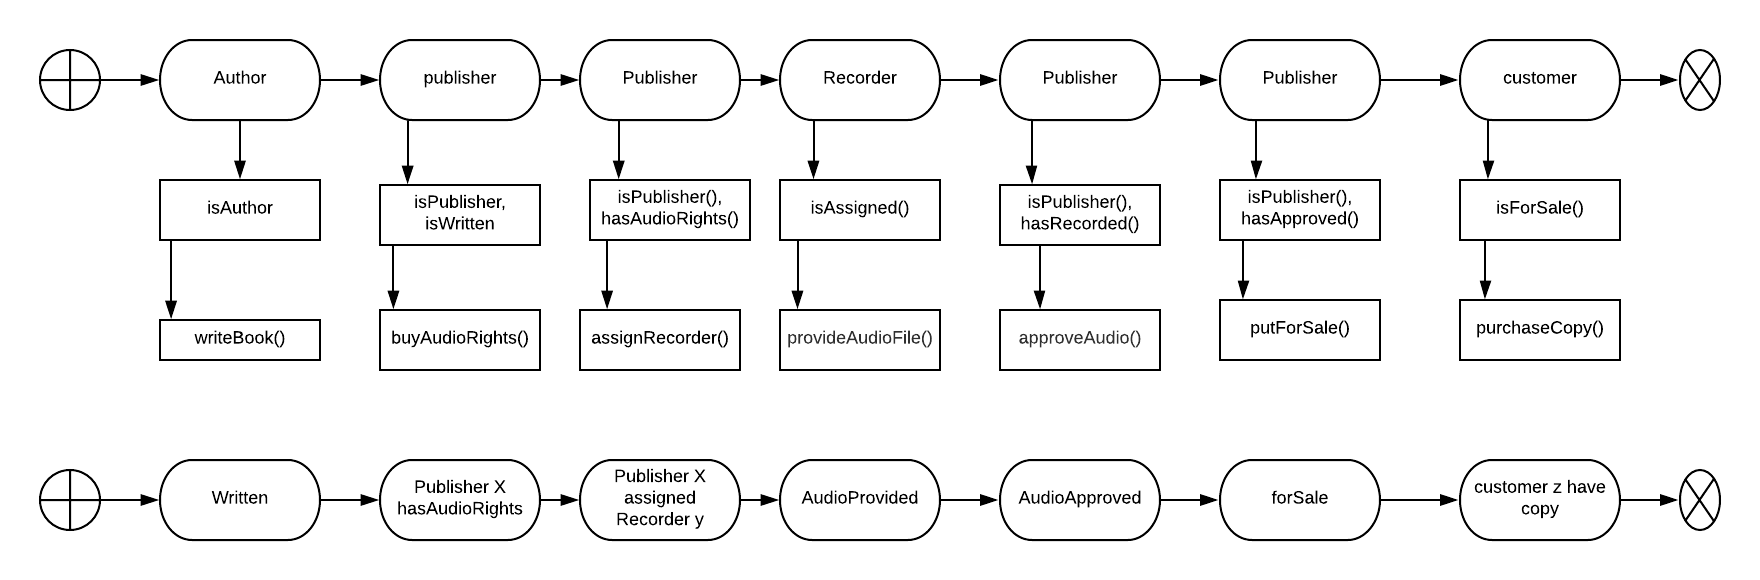 Author
publisher
Publisher
Recorder
Publisher
Publisher
customer
isAuthor
isPublisher,
isWritten
isPublisher(),
hasAudioRights()
isAssigned()
isPublisher(),
hasRecorded()
isPublisher(),
hasApproved()
isForSale()
writeBook()
buyAudioRights()
assignRecorder()
provideAudioFile()
approveAudio()
putForSale()
purchaseCopy()
Written
Publisher X
hasAudioRights
Publisher X
assigned
Recorder y
AudioProvided
AudioApproved
forSale
customer z have
copy